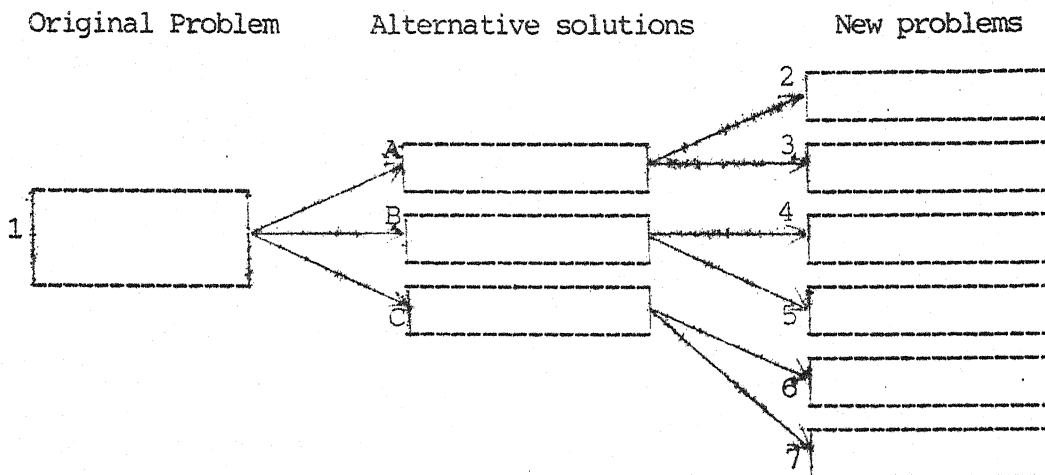 Original Problem Alternative solutions New problems
2
A 3
1 B 4
C 5
6
7